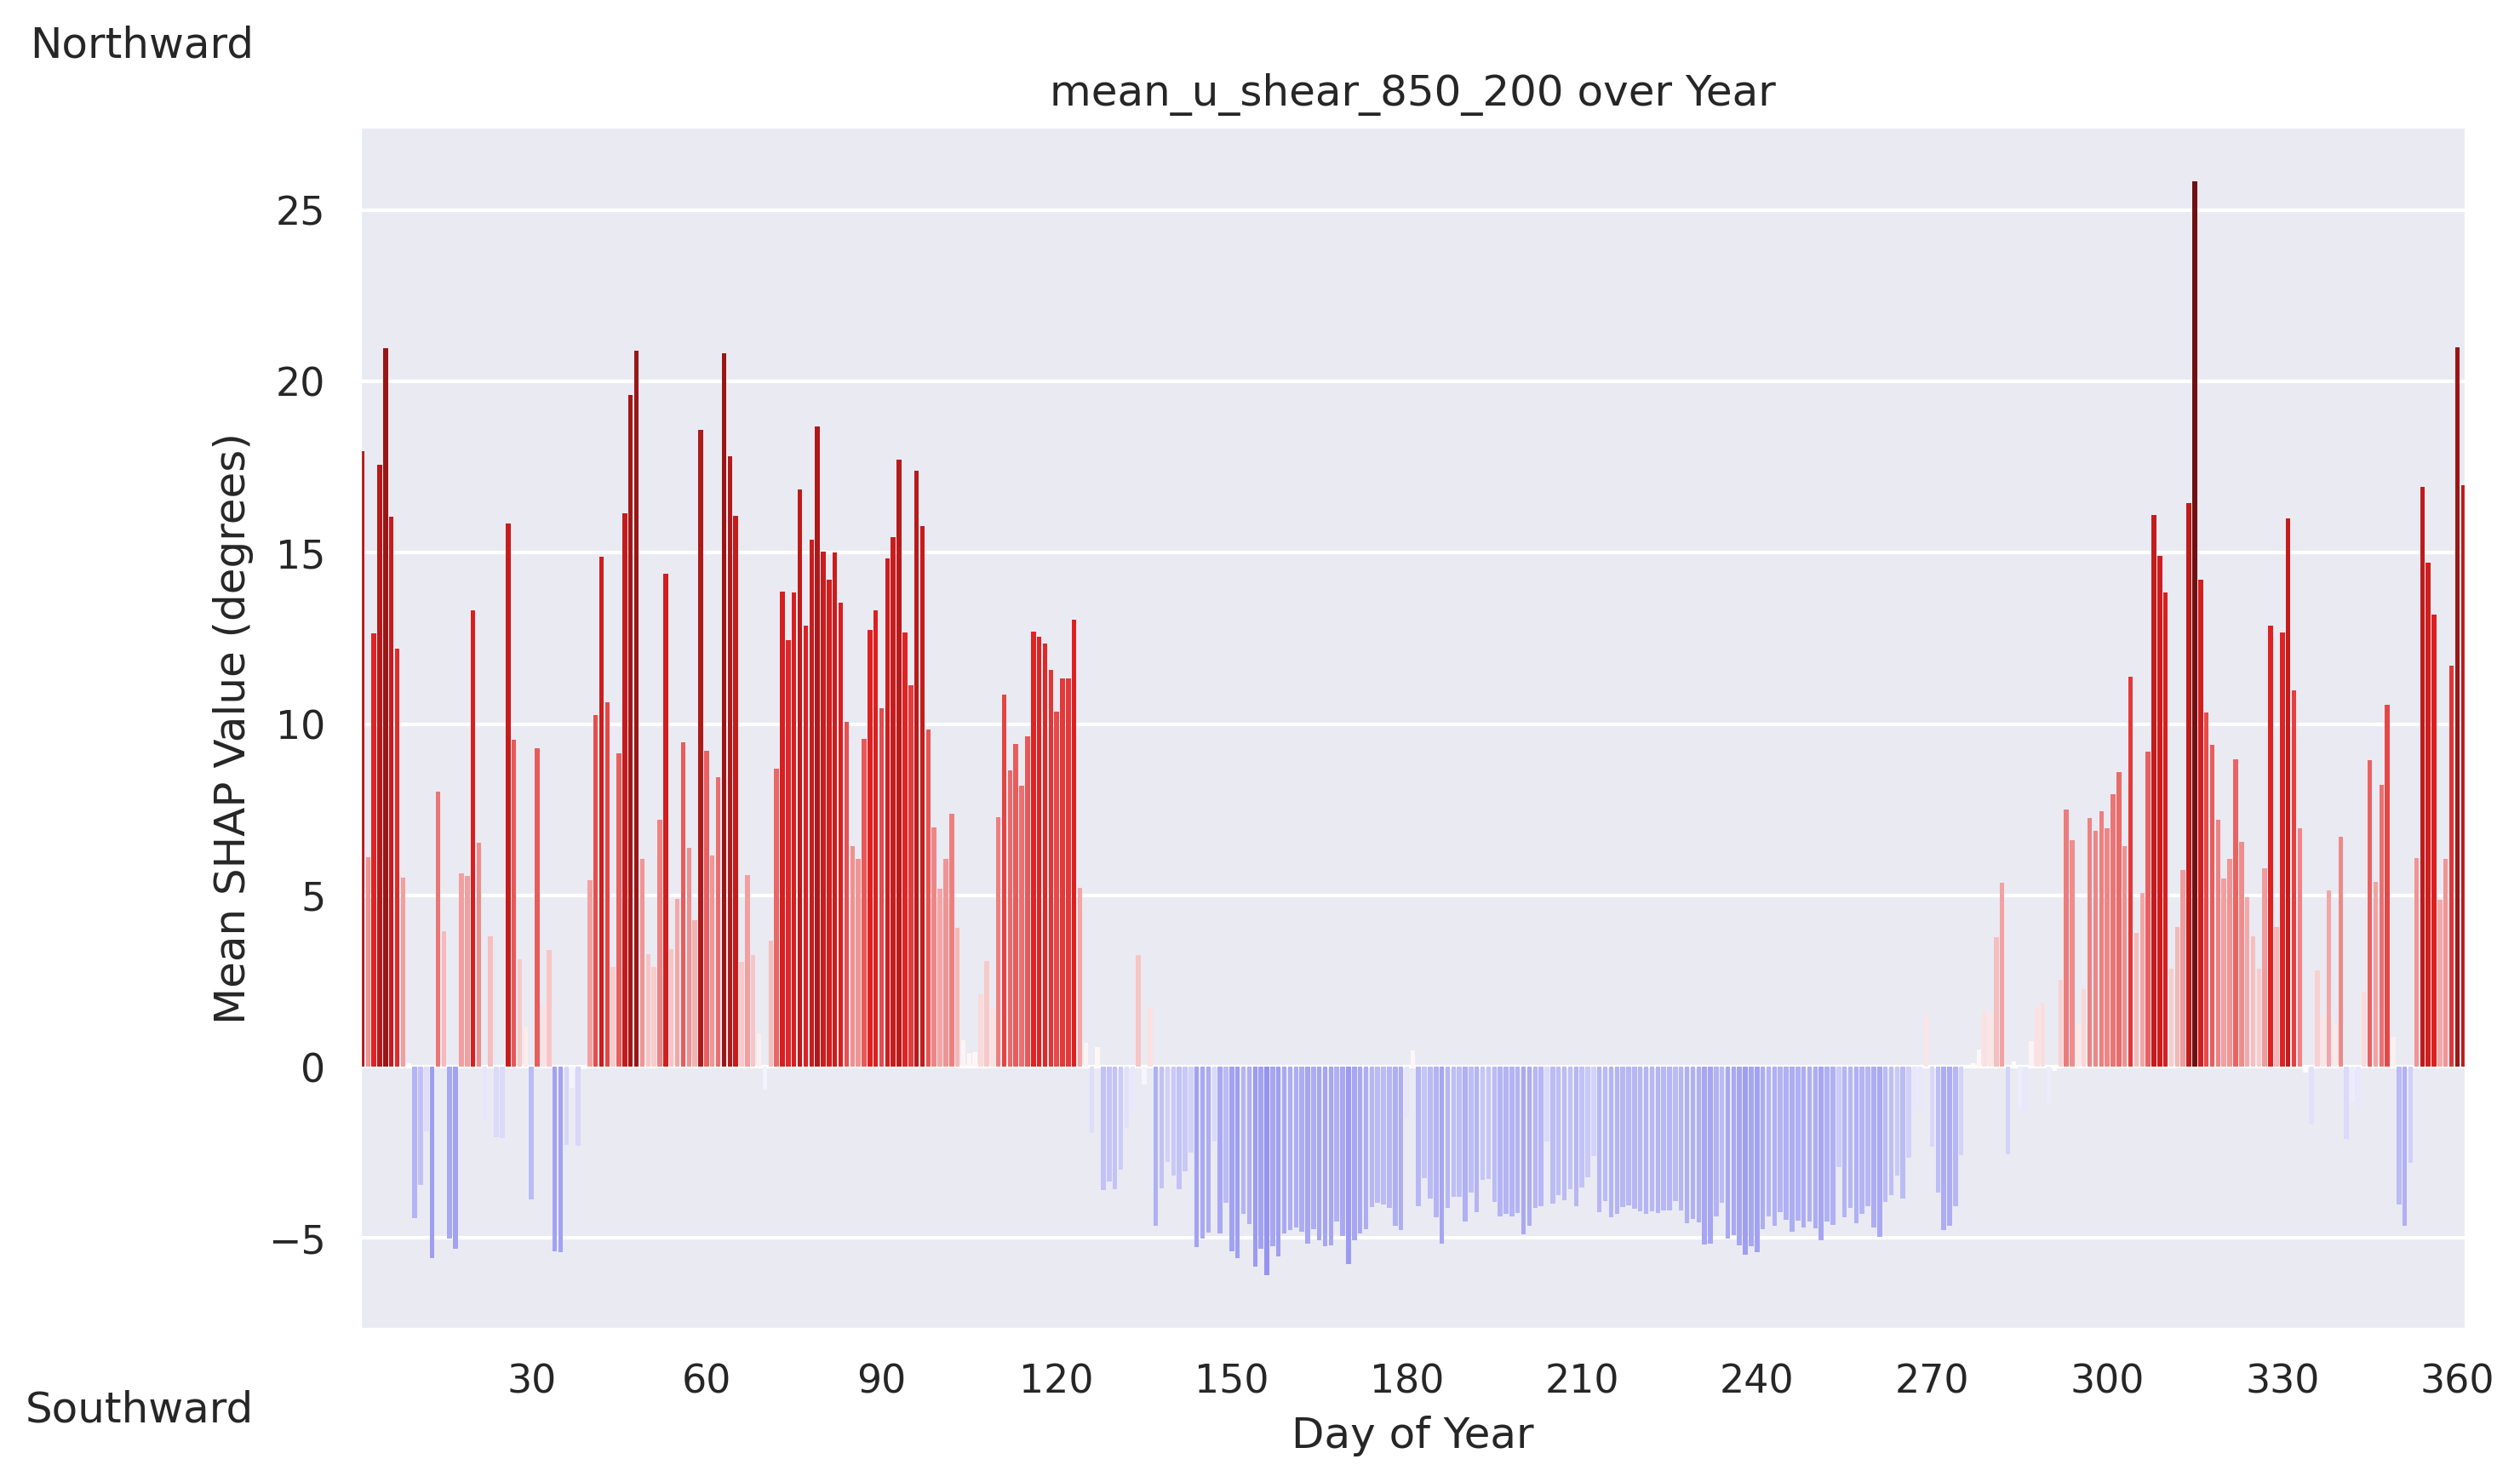 Northward
mean_u_shear_850_200 over Year
Mean SHAP Value (degrees)
25
20
15
10
5
0
−5
30 60 90 120 150 180 210 240 270 300 330 360
Southward
Day of Year